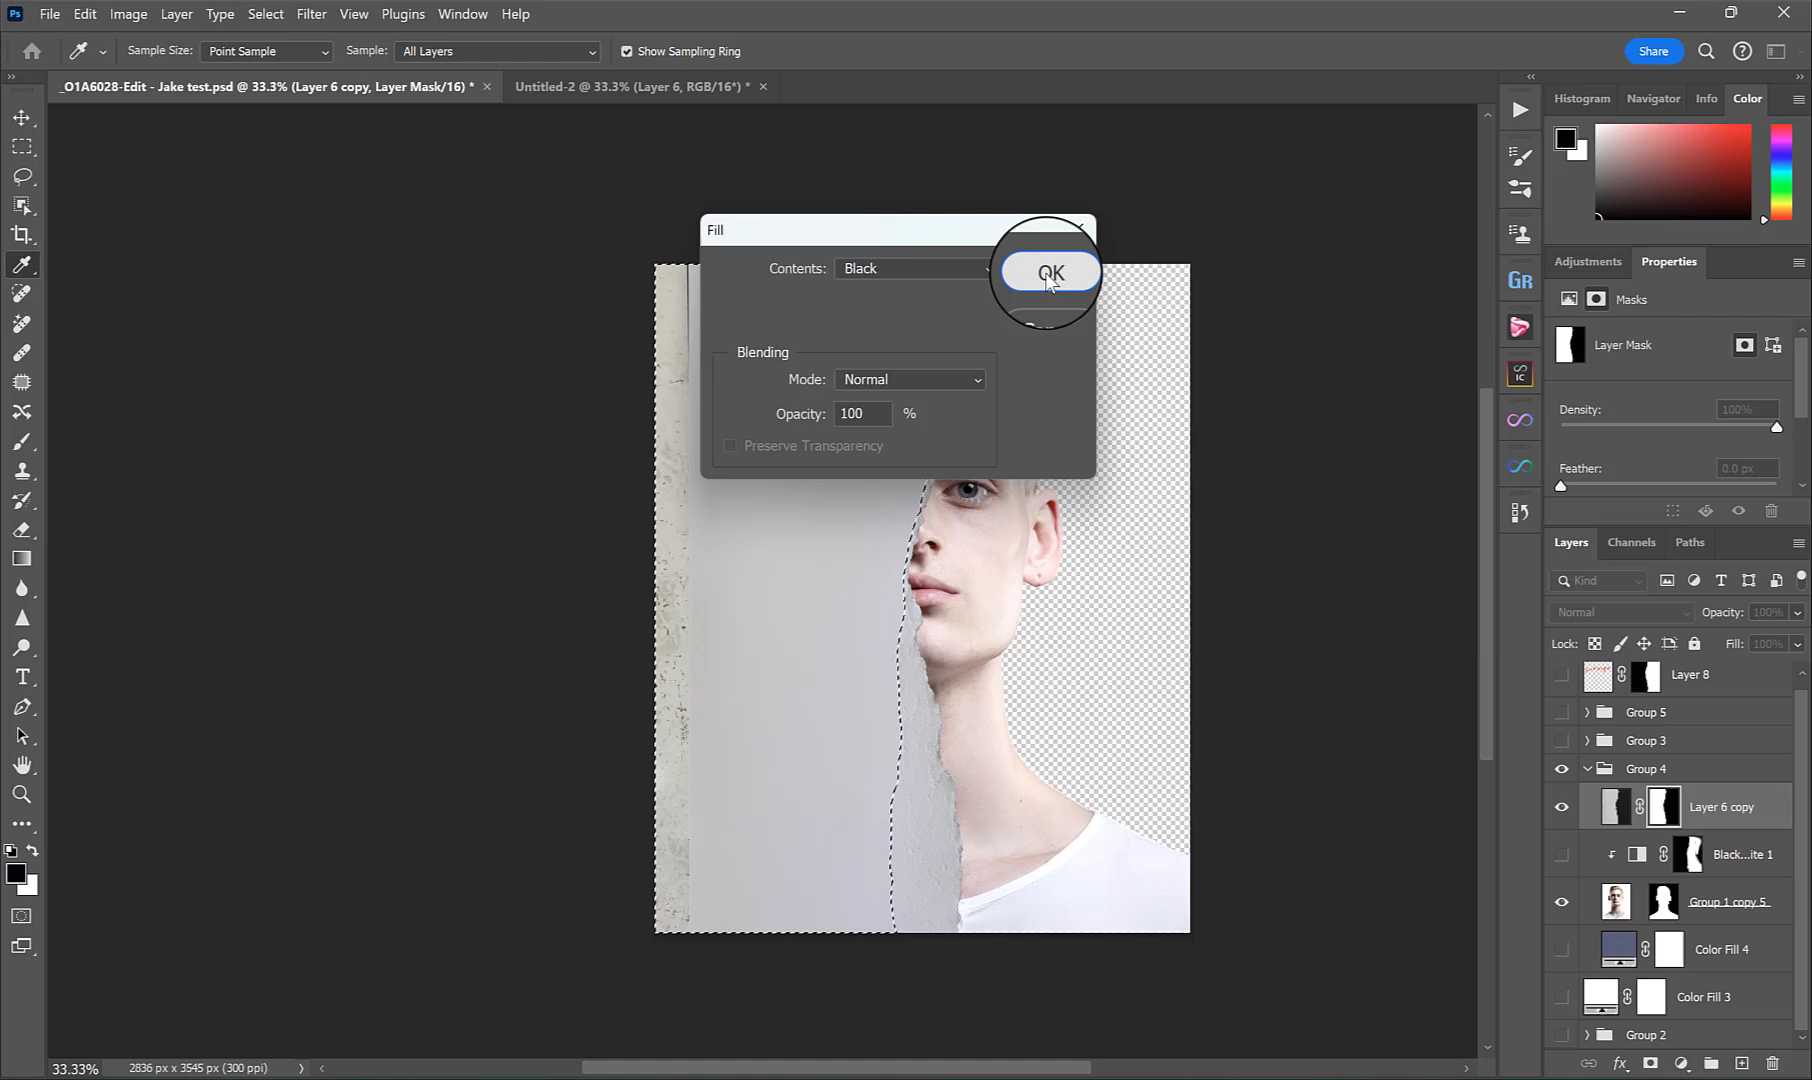 Ps File Edit Image Layer Type Select Filter View Plugins Window Help
Sample Size: Point Sample Sample: All Layers Show Sampling Ring Share
_O1A6028-Edit - Jake test.psd @ 33.3% (Layer 6 copy, Layer Mask/16) * Untitled-2 @ 33.3% (Layer 6, RGB/16*) *
Histogram Navigator Info Color
Fill
Contents: Black OK
Blending
Mode: Normal
Opacity: 100 %
Preserve Transparency
Gr
IC
Adjustments Properties
Masks
Layer Mask
Density: 100%
Feather: 0.0 px
Layers Channels Paths
Kind
Normal Opacity: 100%
Lock: Fill: 100%
Layer 8
Group 5
Group 3
Group 4
Layer 6 copy
Black...ite 1
Group 1 copy 5
Color Fill 4
Color Fill 3
Group 2
fx
33.33% 2836 px x 3545 px (300 ppi)